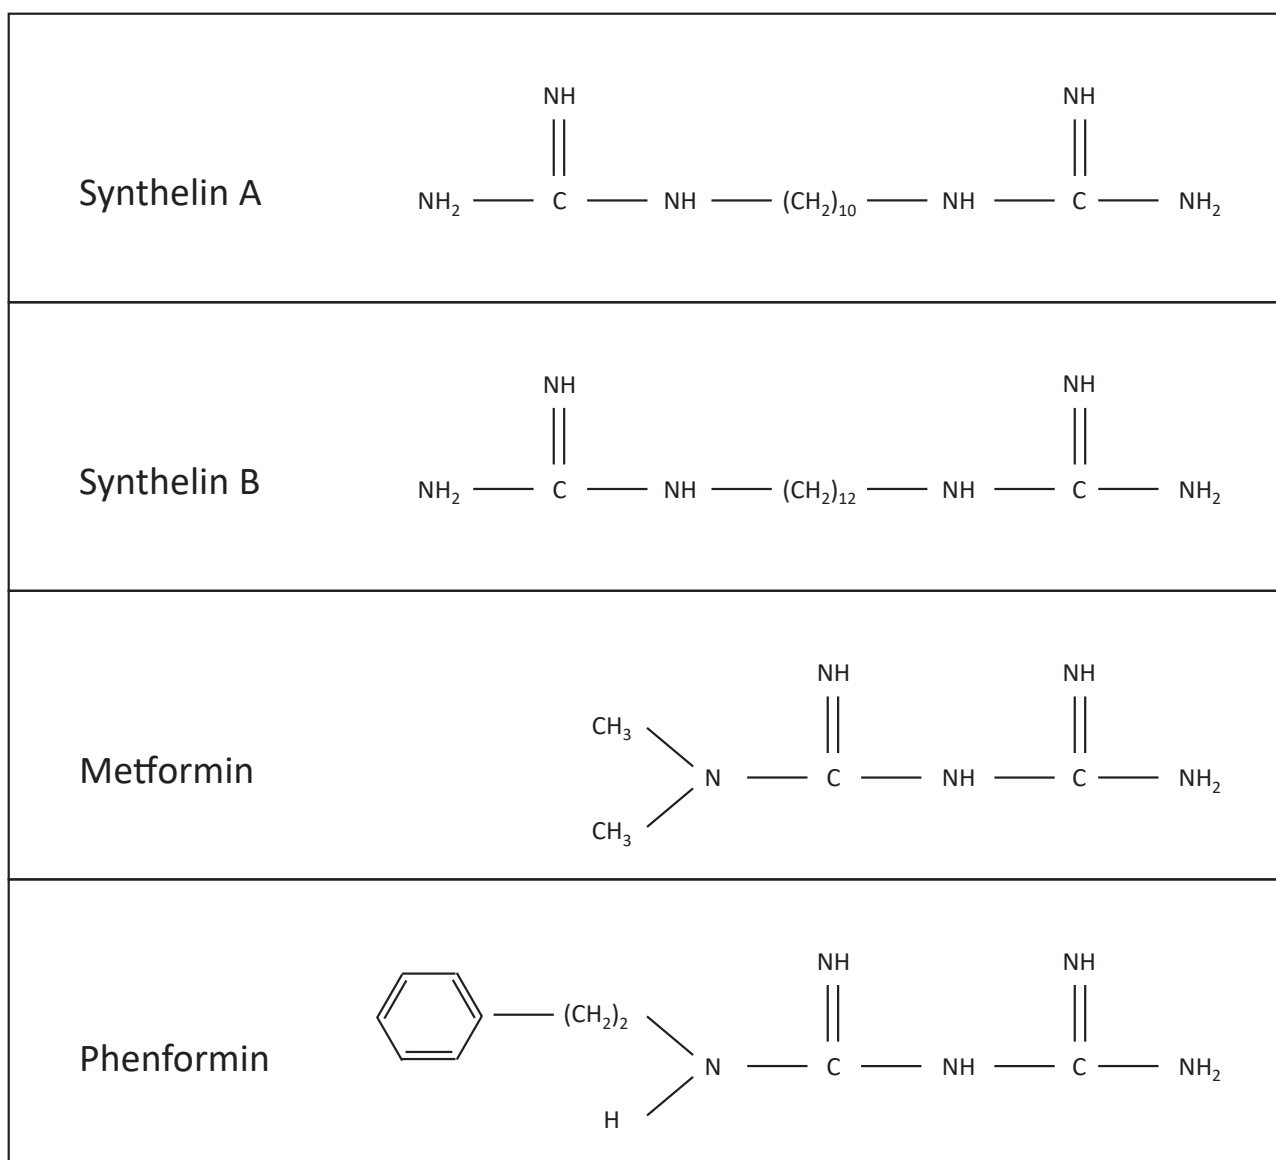 NH NH
Synthelin A NH₂ C NH (CH₂)₁₀ NH C NH₂
NH NH
Synthelin B NH₂ C NH (CH₂)₁₂ NH C NH₂
NH NH
CH₃
Metformin N C NH C NH₂
CH₃
NH NH
(CH₂)₂
Phenformin N C NH C NH₂
H